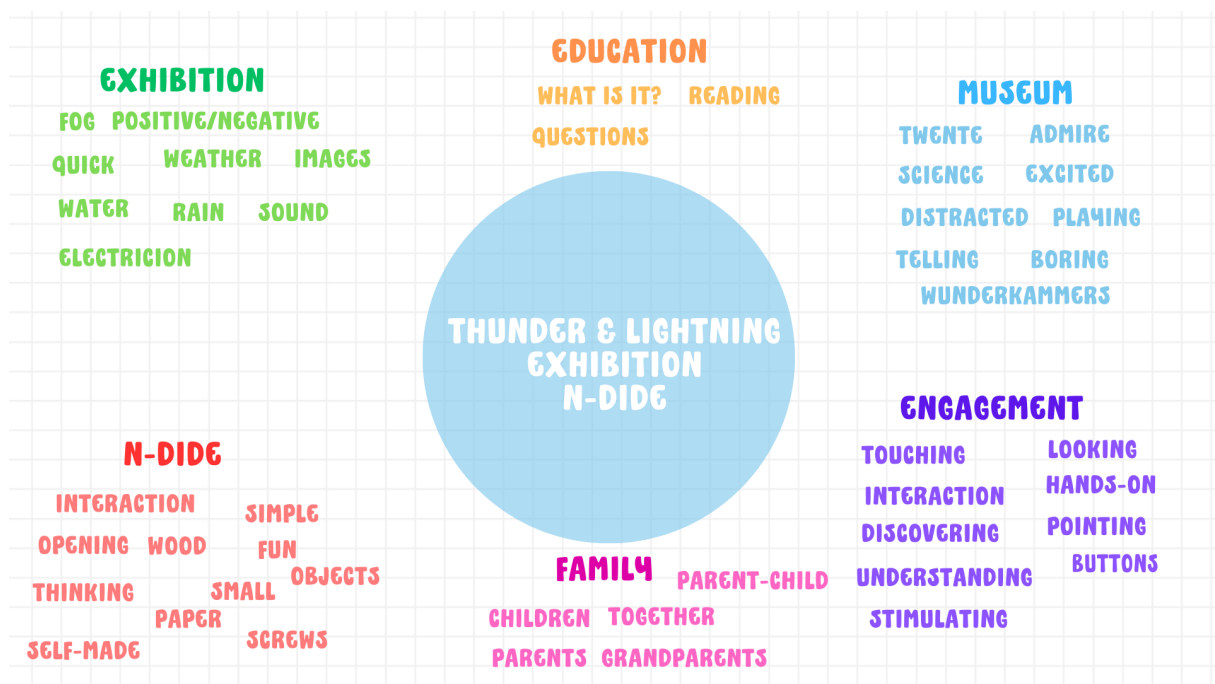 EXHIBITION
FOG POSITIVE/NEGATIVE
QUICK WEATHER IMAGES
WATER RAIN SOUND
ELECTRICION
EDUCATION
WHAT IS IT? READING
QUESTIONS
MUSEUM
TWENTE ADMIRE
SCIENCE EXCITED
DISTRACTED PLAYING
TELLING BORING
WUNDERKAMMERS
THUNDER & LIGHTNING
EXHIBITION
N-DIDE
N-DIDE
INTERACTION
SIMPLE
OPENING WOOD FUN
OBJECTS
THINKING SMALL
PAPER
SCREWS
SELF-MADE
FAMILY
PARENT-CHILD
CHILDREN TOGETHER
PARENTS GRANDPARENTS
ENGAGEMENT
TOUCHING LOOKING
INTERACTION HANDS-ON
DISCOVERING POINTING
BUTTONS
UNDERSTANDING
STIMULATING